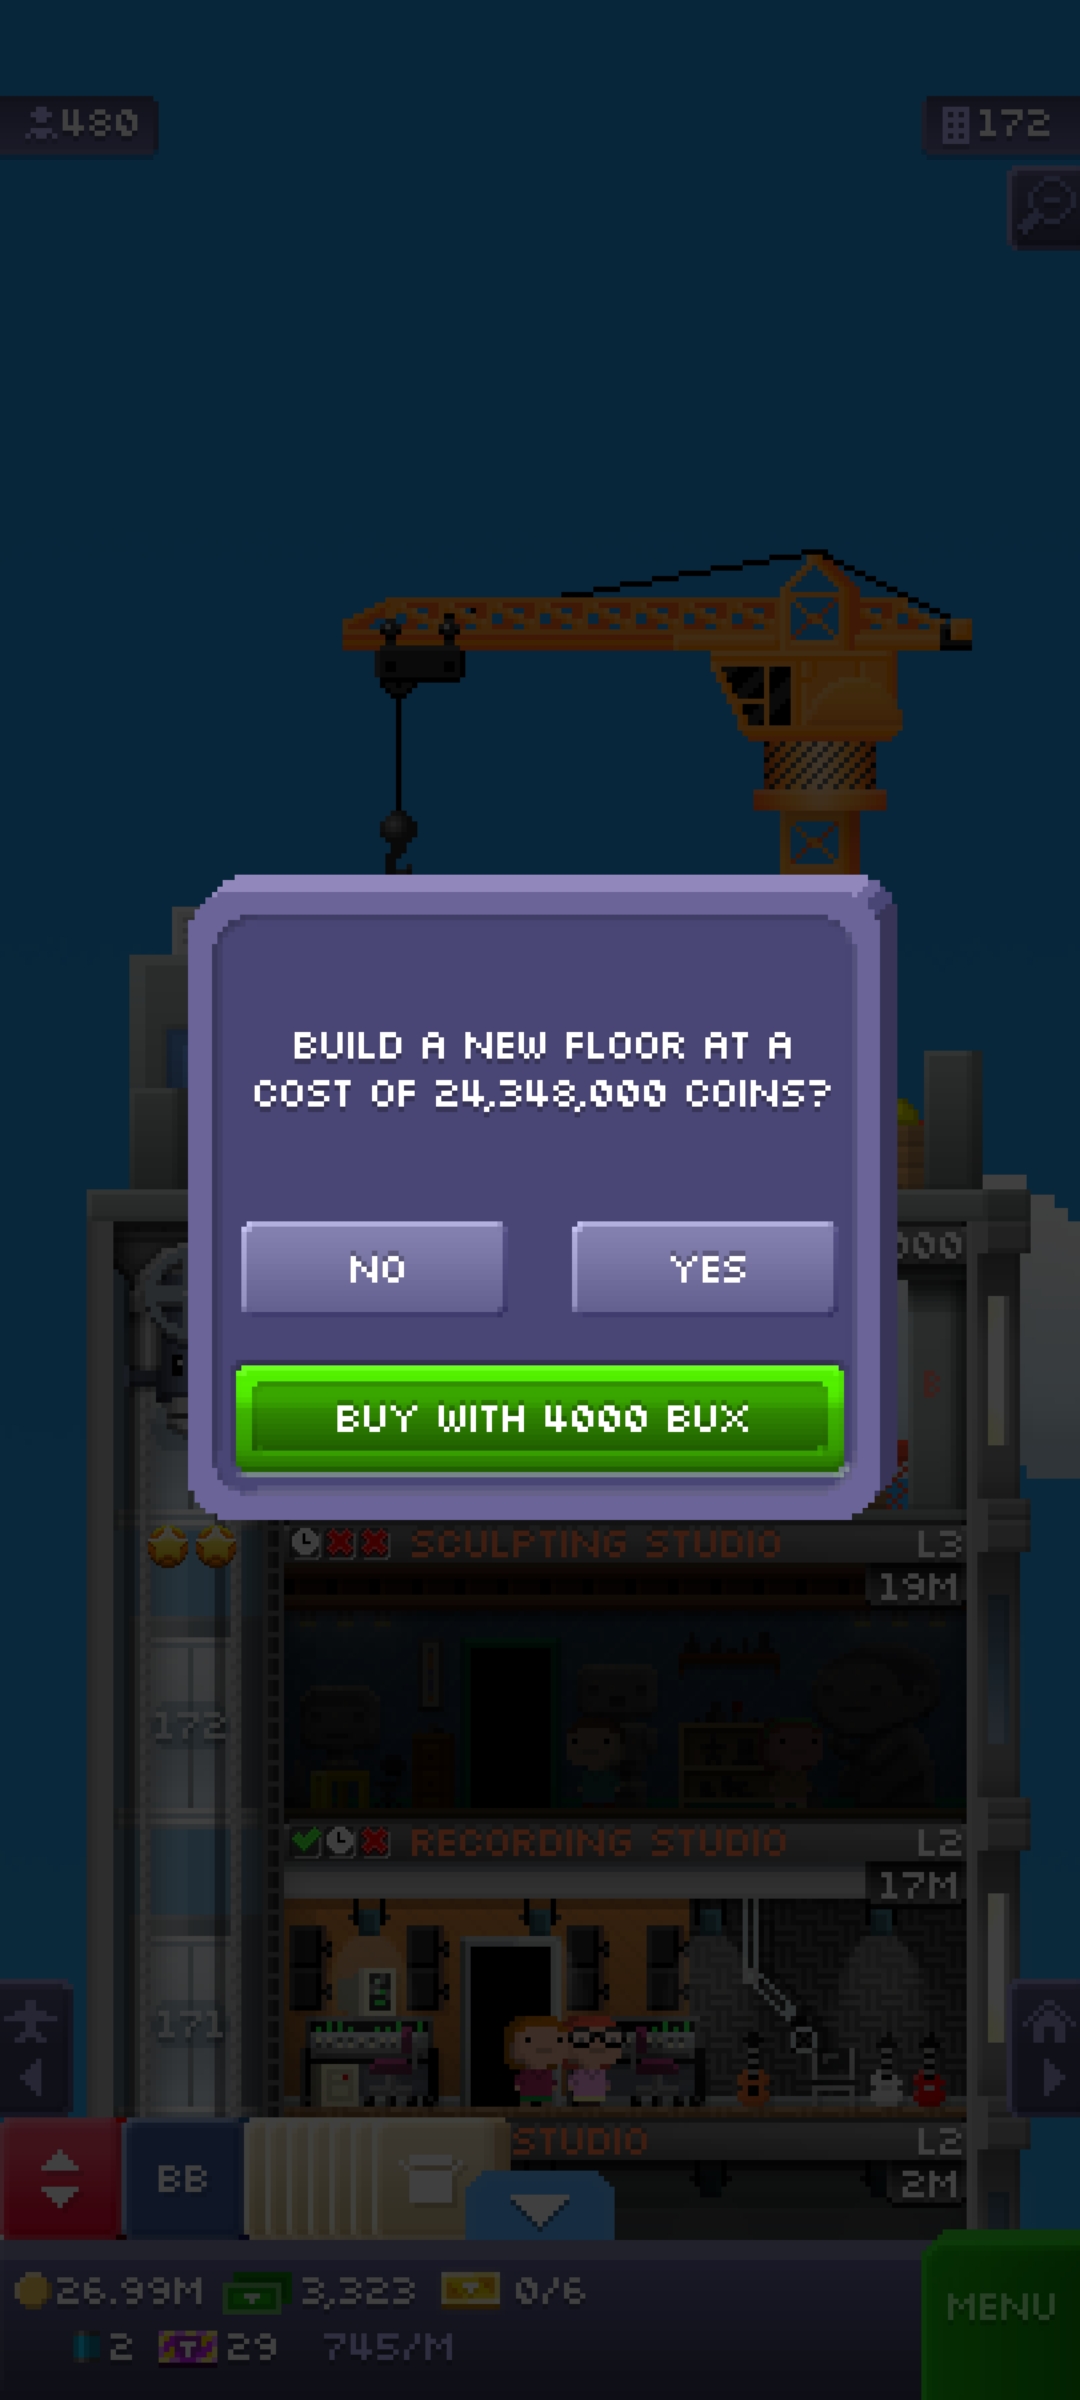 480
172
BUILD A NEW FLOOR AT A
COST OF 24,348,000 COINS?
NO
YES
BUY WITH 4000 BUX
SCULPTING STUDIO
L3
19M
172
RECORDING STUDIO
L2
17M
171
STUDIO
L2
2M
BB
26.99M
3,323
0/6
2
T
29
745/M
MENU